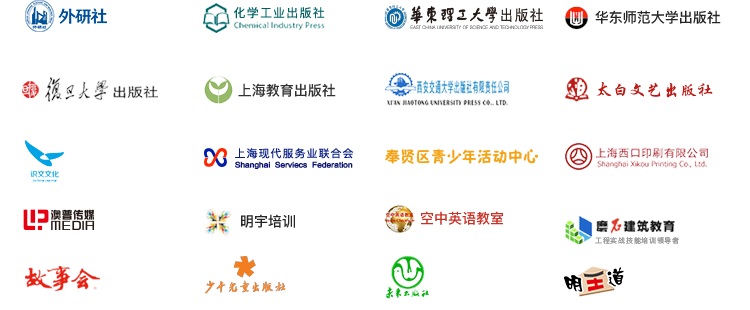 外研社
化学工业出版社
Chemical Industry Press
華東理工大學出版社
EAST CHINA UNIVERSITY OF SCIENCE AND TECHNOLOGY PRESS
华东师范大学出版社
復旦大學出版社
上海教育出版社
西安交通大学出版社有限责任公司
XI'AN JIAOTONG UNIVERSITY PRESS CO., LTD.
太白文艺出版社
识文文化
上海现代服务业联合会
Shanghai Services Federation
奉贤区青少年活动中心
上海西口印刷有限公司
Shanghai Xikou Printing Co., Ltd.
澳普传媒
MEDIA
明宇培训
空中英语教室
磨石建筑教育
工程实战技能培训领导者
故事会
少年儿童出版社
未来出版社
明王道